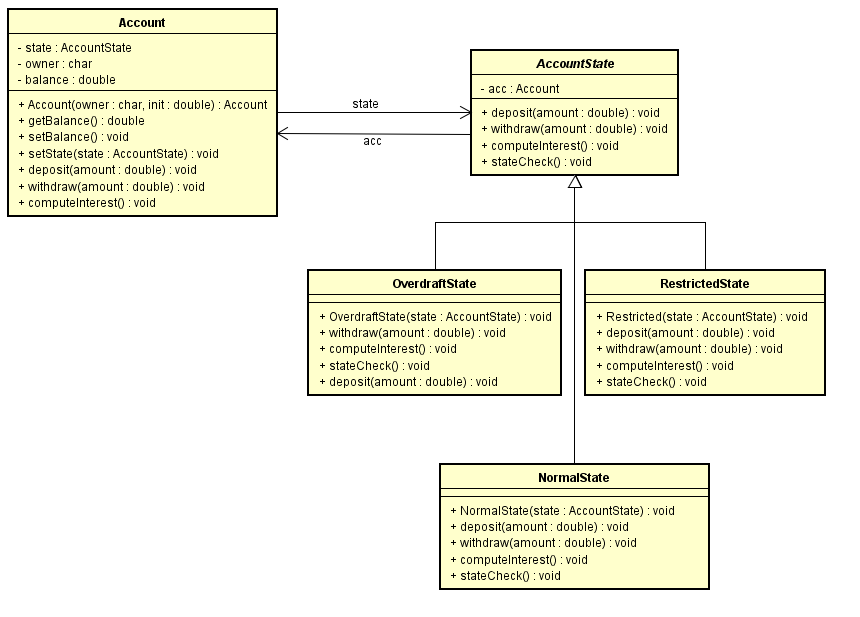 Account
- state : AccountState
- owner : char
- balance : double
+ Account(owner : char, init : double) : Account
+ getBalance() : double
+ setBalance() : void
+ setState(state : AccountState) : void
+ deposit(amount : double) : void
+ withdraw(amount : double) : void
+ computeInterest() : void
state
acc
AccountState
- acc : Account
+ deposit(amount : double) : void
+ withdraw(amount : double) : void
+ computeInterest() : void
+ stateCheck() : void
OverdraftState
+ OverdraftState(state : AccountState) : void
+ withdraw(amount : double) : void
+ computeInterest() : void
+ stateCheck() : void
+ deposit(amount : double) : void
RestrictedState
+ Restricted(state : AccountState) : void
+ deposit(amount : double) : void
+ withdraw(amount : double) : void
+ computeInterest() : void
+ stateCheck() : void
NormalState
+ NormalState(state : AccountState) : void
+ deposit(amount : double) : void
+ withdraw(amount : double) : void
+ computeInterest() : void
+ stateCheck() : void